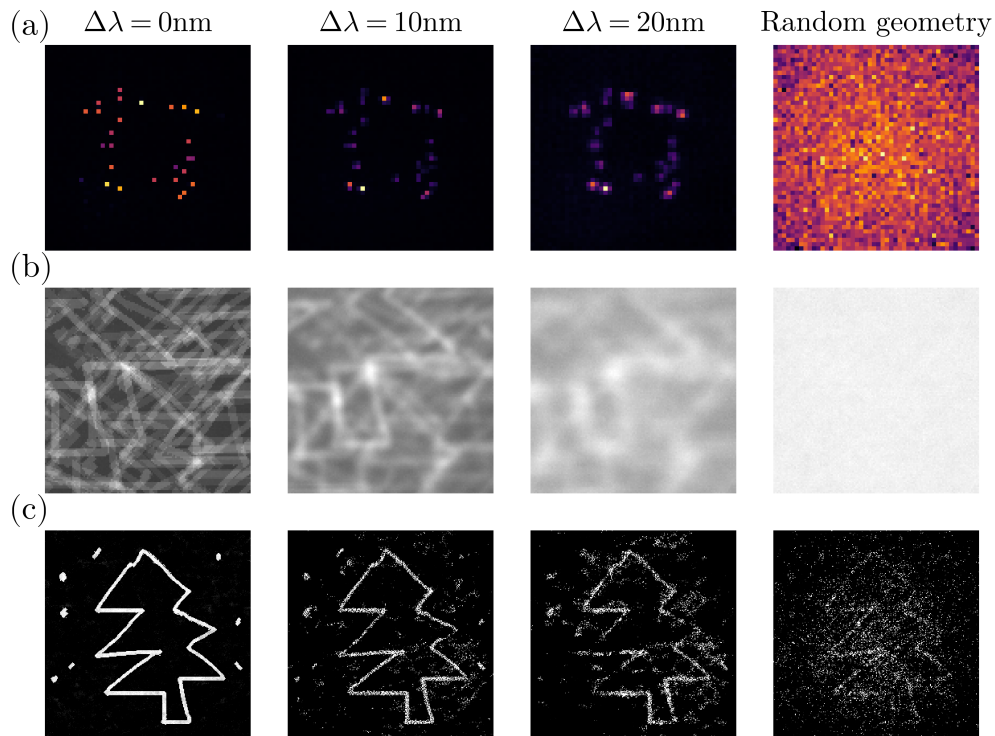 (a) Δλ = 0nm Δλ = 10nm Δλ = 20nm Random geometry
(b)
(c)